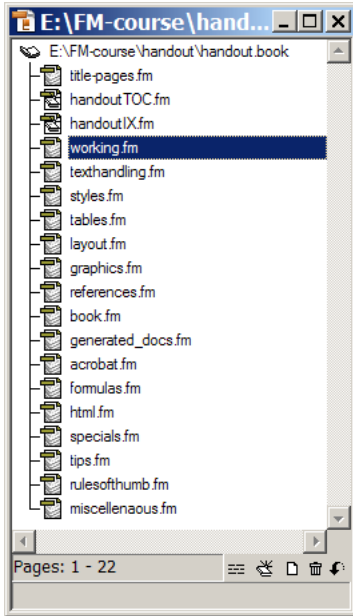 E:\FM-course\hand...
E:\FM-course\handout\handout.book
title-pages.fm
handoutTOC.fm
handoutIX.fm
working.fm
texthandling.fm
styles.fm
tables.fm
layout.fm
graphics.fm
references.fm
book.fm
generated_docs.fm
acrobat.fm
formulas.fm
html.fm
specials.fm
tips.fm
rulesofthumb.fm
miscellenaous.fm
Pages: 1 - 22